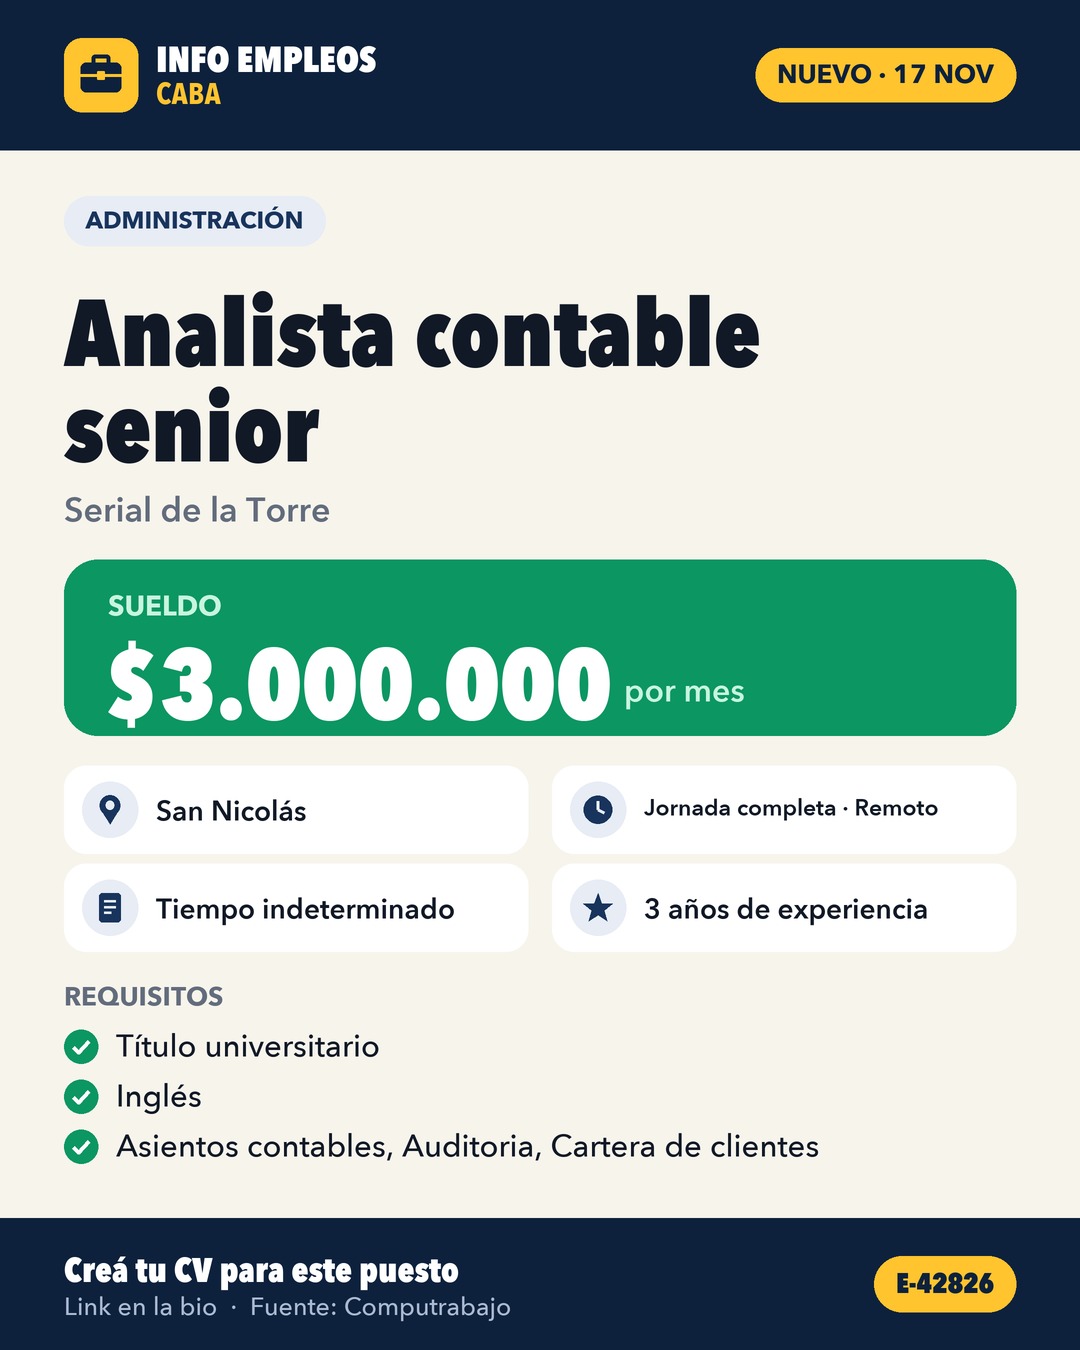 INFO EMPLEOS
CABA
NUEVO · 17 NOV
ADMINISTRACIÓN
Analista contable
senior
Serial de la Torre
SUELDO
$3.000.000 por mes
San Nicolás
Jornada completa · Remoto
Tiempo indeterminado
3 años de experiencia
REQUISITOS
Título universitario
Inglés
Asientos contables, Auditoria, Cartera de clientes
Creá tu CV para este puesto
Link en la bio · Fuente: Computrabajo
E-42826